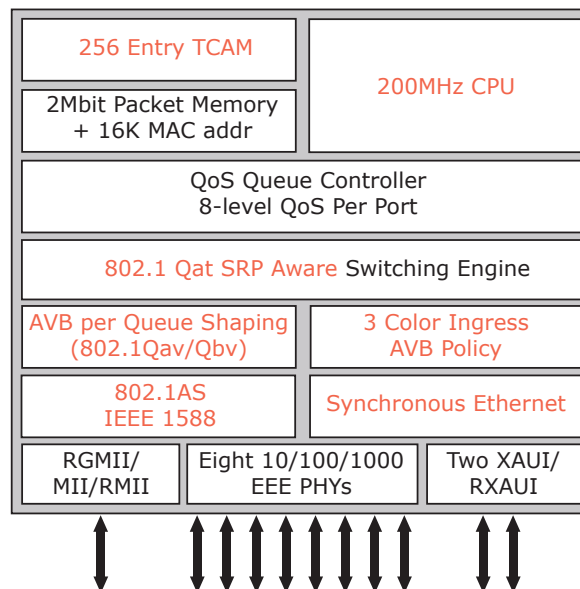 256 Entry TCAM
200MHz CPU
2Mbit Packet Memory
+ 16K MAC addr
QoS Queue Controller
8-level QoS Per Port
802.1 Qat SRP Aware Switching Engine
AVB per Queue Shaping
(802.1Qav/Qbv)
3 Color Ingress
AVB Policy
802.1AS
IEEE 1588
Synchronous Ethernet
RGMII/
MII/RMII
Eight 10/100/1000
EEE PHYs
Two XAUI/
RXAUI